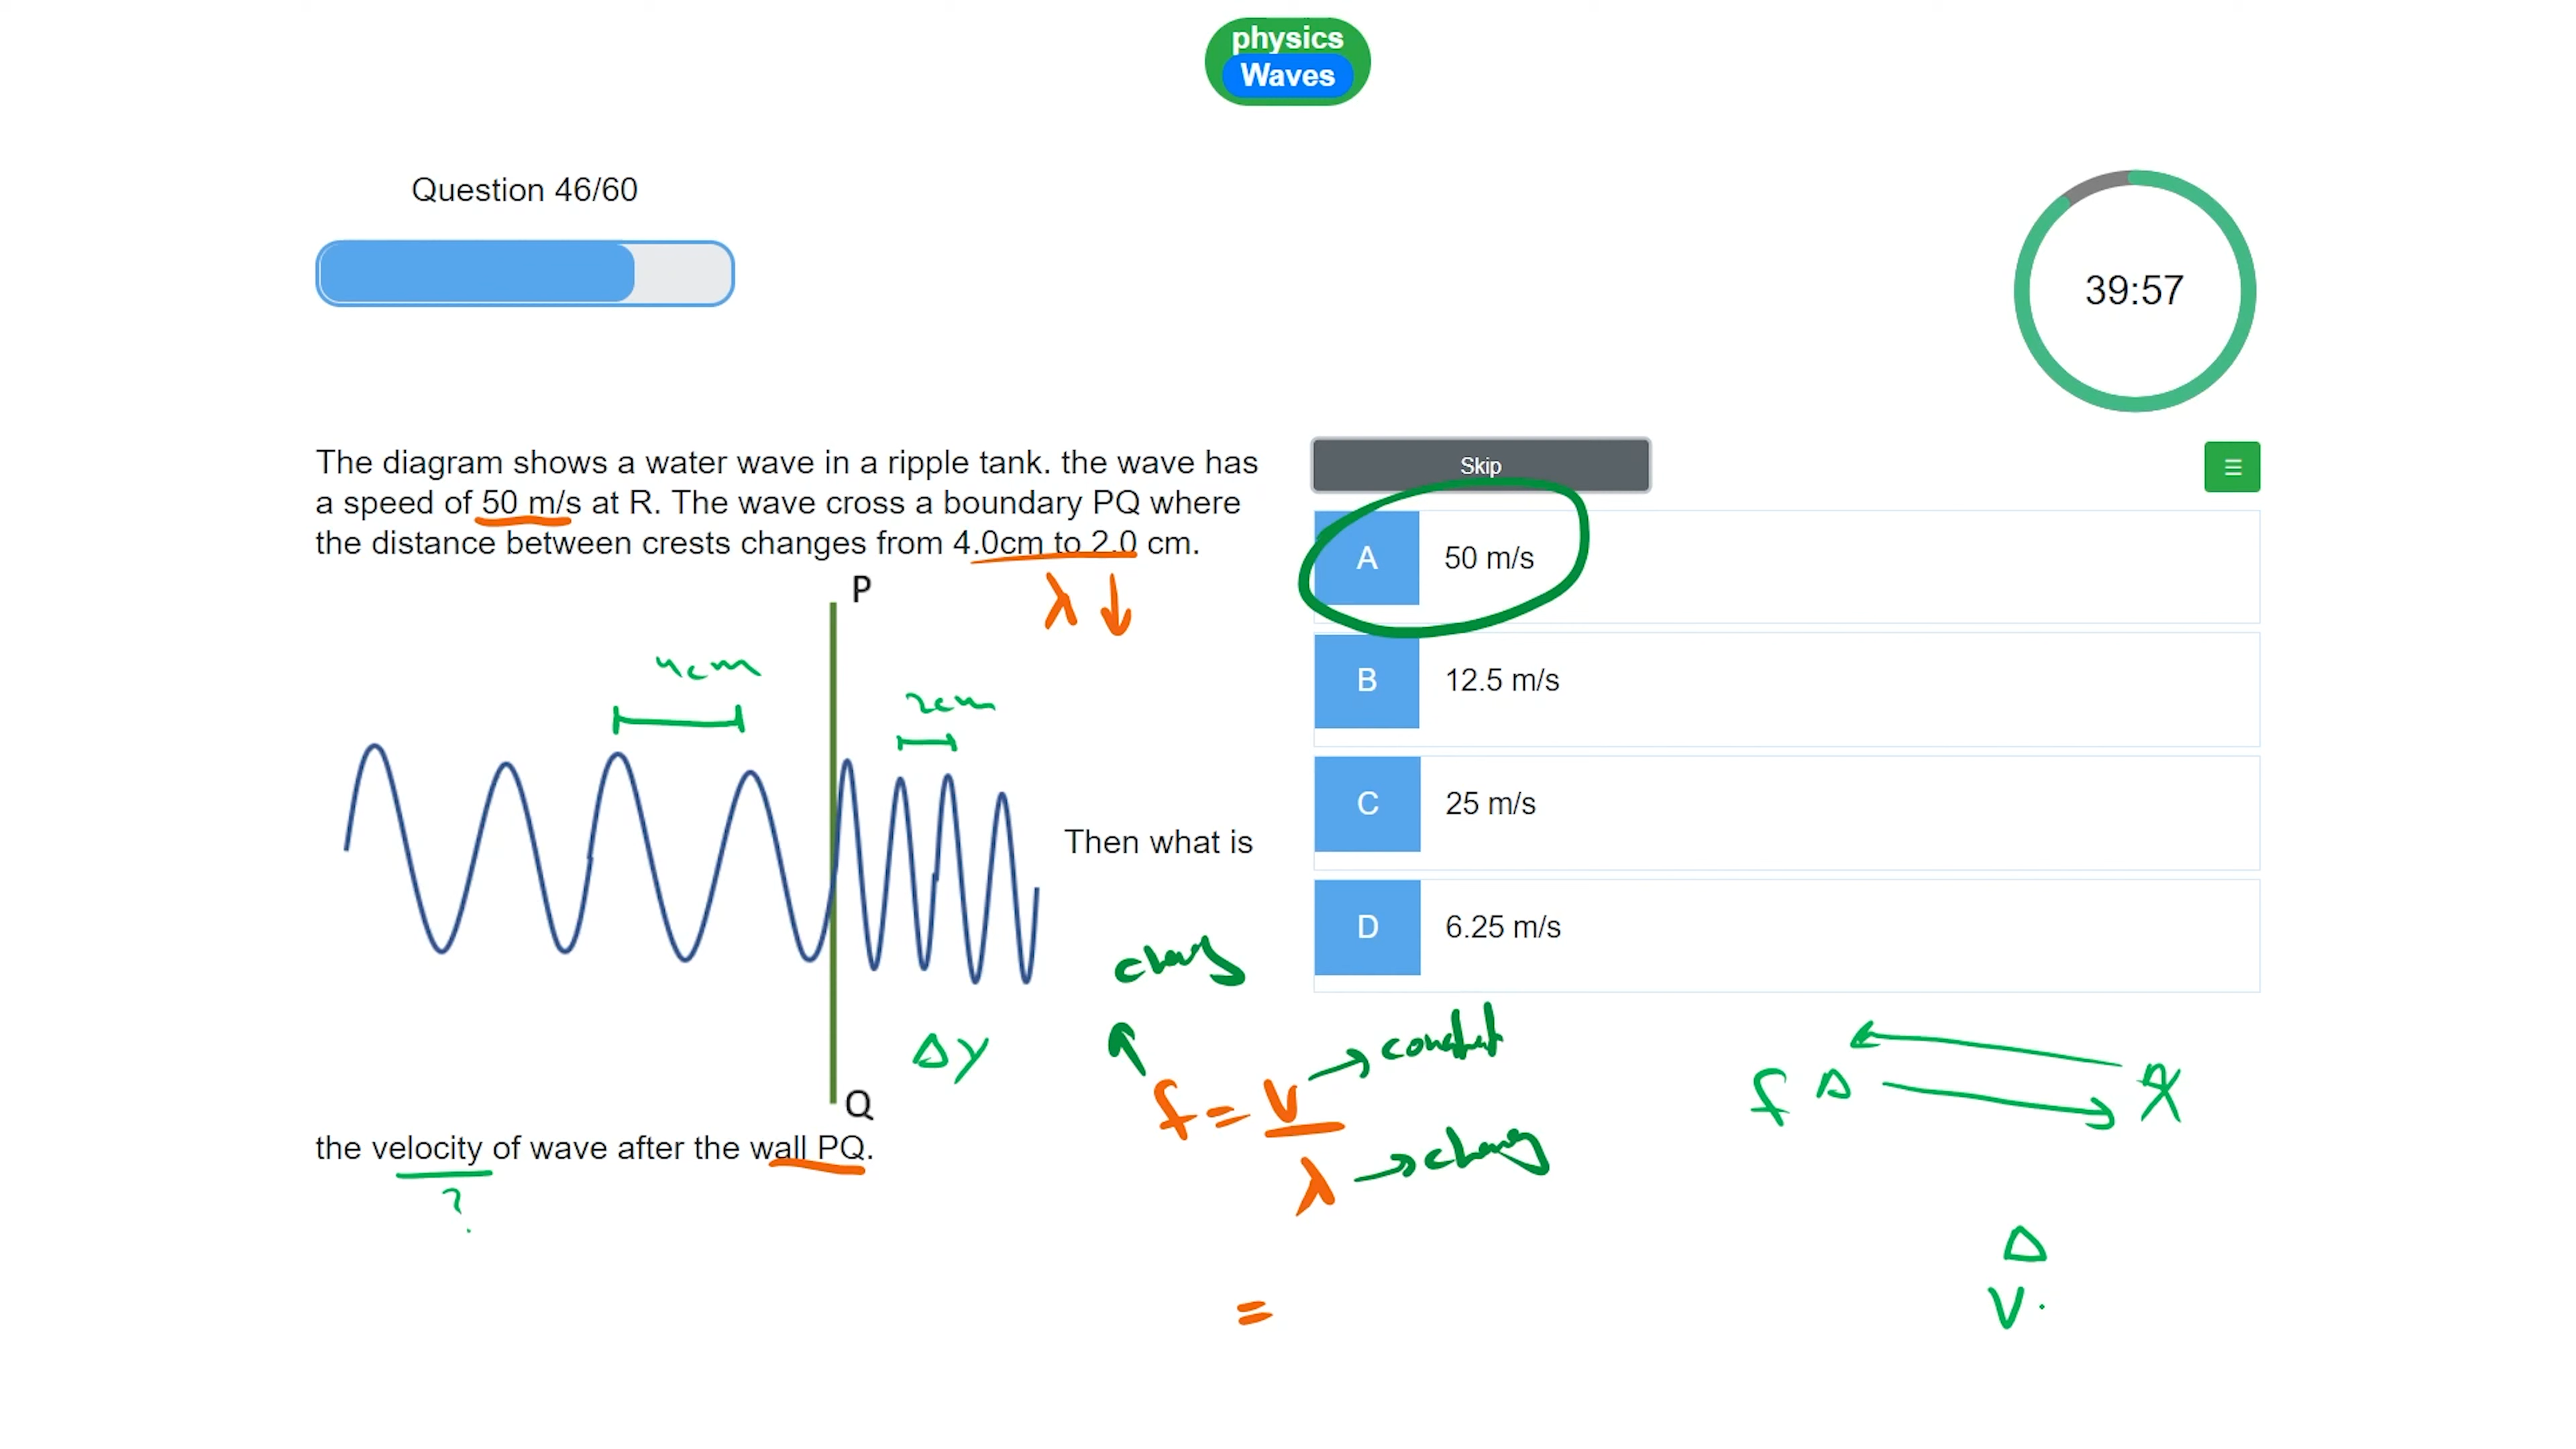 physics
Waves
Question 46/60
39:57
The diagram shows a water wave in a ripple tank. the wave has
a speed of 50 m/s at R. The wave cross a boundary PQ where
the distance between crests changes from 4.0cm to 2.0 cm.
Skip
☰
A 50 m/s
B 12.5 m/s
C 25 m/s
D 6.25 m/s
P
λ ↓
4cm
2cm
Then what is
Δy
Q
the velocity of wave after the wall PQ.
?
f = v
λ
=
f Δ
Δ
v.